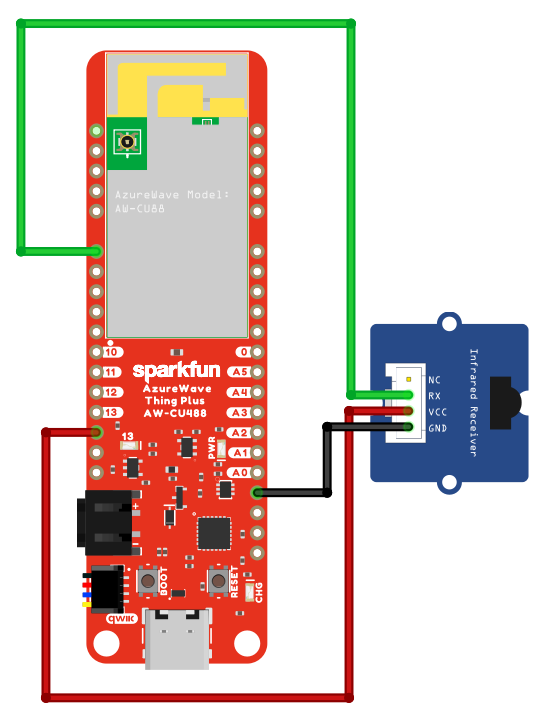 AzureWave Model:
AW-CU88
10
11
12
13
0
A5
A4
A3
A2
A1
A0
sparkfun
AzureWave
Thing Plus
AW-CU488
13
PWR
+
BOOT
RESET
CHG
qwiic
NC
RX
VCC
GND
Infrared Receiver